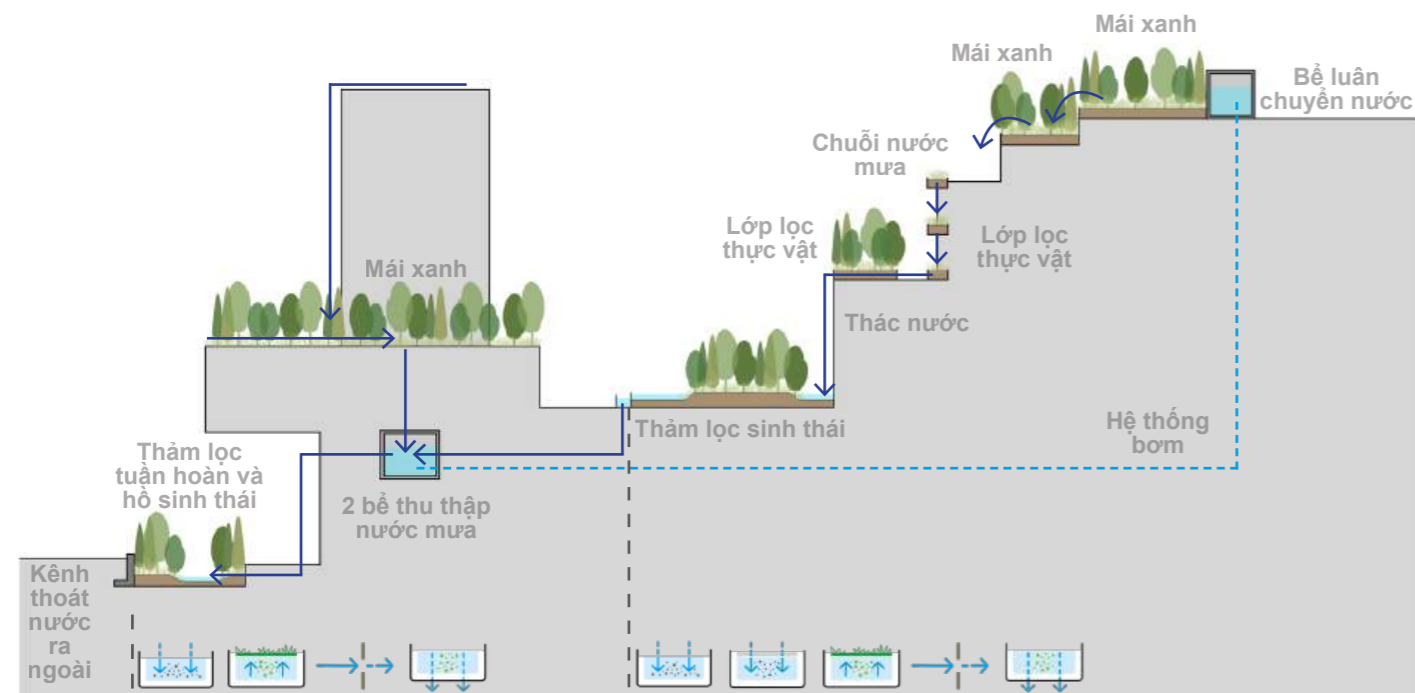 Mái xanh
Mái xanh
Bể luân
chuyển nước
Chuỗi nước
mưa
Lớp lọc
thực vật
Lớp lọc
thực vật
Mái xanh
Thác nước
Thảm lọc sinh thái
Hệ thống
bơm
Thảm lọc
tuần hoàn và
hồ sinh thái
2 bể thu thập
nước mưa
Kênh
thoát
nước
ra
ngoài